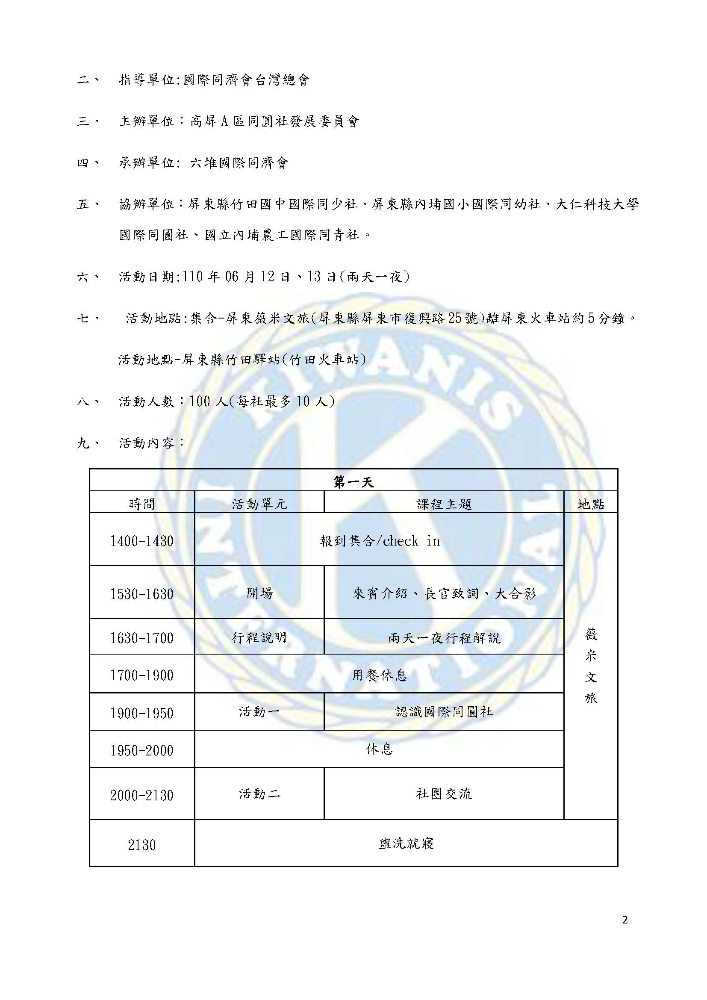 二、 指導單位:國際同濟會台灣總會
三、 主辦單位：高屏 A 區同圓社發展委員會
四、 承辦單位: 六堆國際同濟會
五、 協辦單位：屏東縣竹田國中國際同少社、屏東縣內埔國小國際同幼社、大仁科技大學
國際同圓社、國立內埔農工國際同青社。
六、 活動日期:110 年 06 月 12 日、13 日(兩天一夜)
七、 活動地點:集合-屏東薇米文旅(屏東縣屏東市復興路 25 號)離屏東火車站約 5 分鐘。
活動地點-屏東縣竹田驛站(竹田火車站)
八、 活動人數：100 人(每社最多 10 人)
九、 活動內容：
第一天
時間 活動單元 課程主題 地點
1400-1430 報到集合/check in
1530-1630 開場 來賓介紹、長官致詞、大合影
1630-1700 行程說明 兩天一夜行程解說
1700-1900 用餐休息
1900-1950 活動一 認識國際同圓社
1950-2000 休息
2000-2130 活動二 社團交流
薇米文旅
2130 盥洗就寢
KIWANIS
INTERNATIONAL
K
2